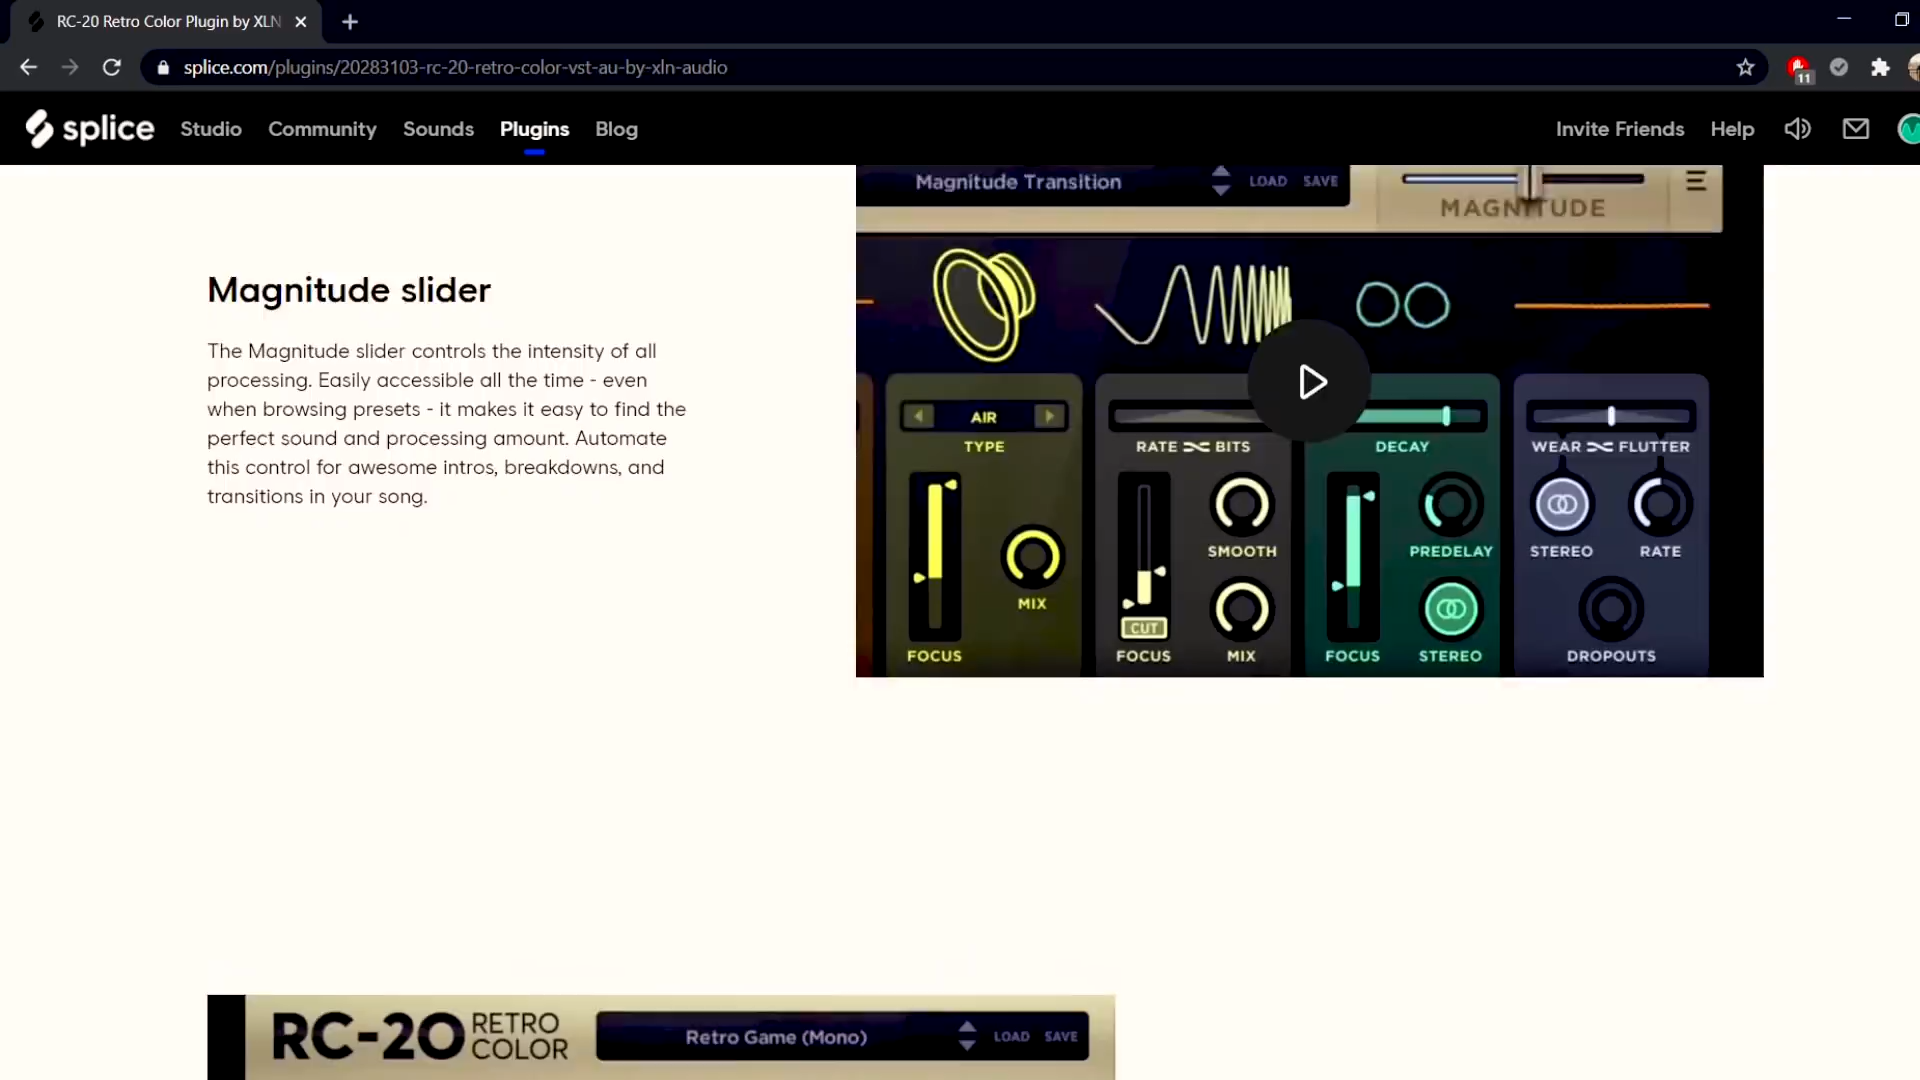 RC-20 Retro Color Plugin by XLN
splice.com/plugins/20283103-rc-20-retro-color-vst-au-by-xln-audio
11
splice Studio Community Sounds Plugins Blog Invite Friends Help
Magnitude Transition LOAD SAVE
MAGNITUDE
Magnitude slider
The Magnitude slider controls the intensity of all
processing. Easily accessible all the time - even
when browsing presets - it makes it easy to find the
perfect sound and processing amount. Automate
this control for awesome intros, breakdowns, and
transitions in your song.
AIR
TYPE RATE BITS DECAY WEAR FLUTTER
SMOOTH PREDELAY STEREO RATE
MIX
CUT
FOCUS FOCUS MIX FOCUS STEREO DROPOUTS
RC-20 RETRO COLOR
Retro Game (Mono) LOAD SAVE